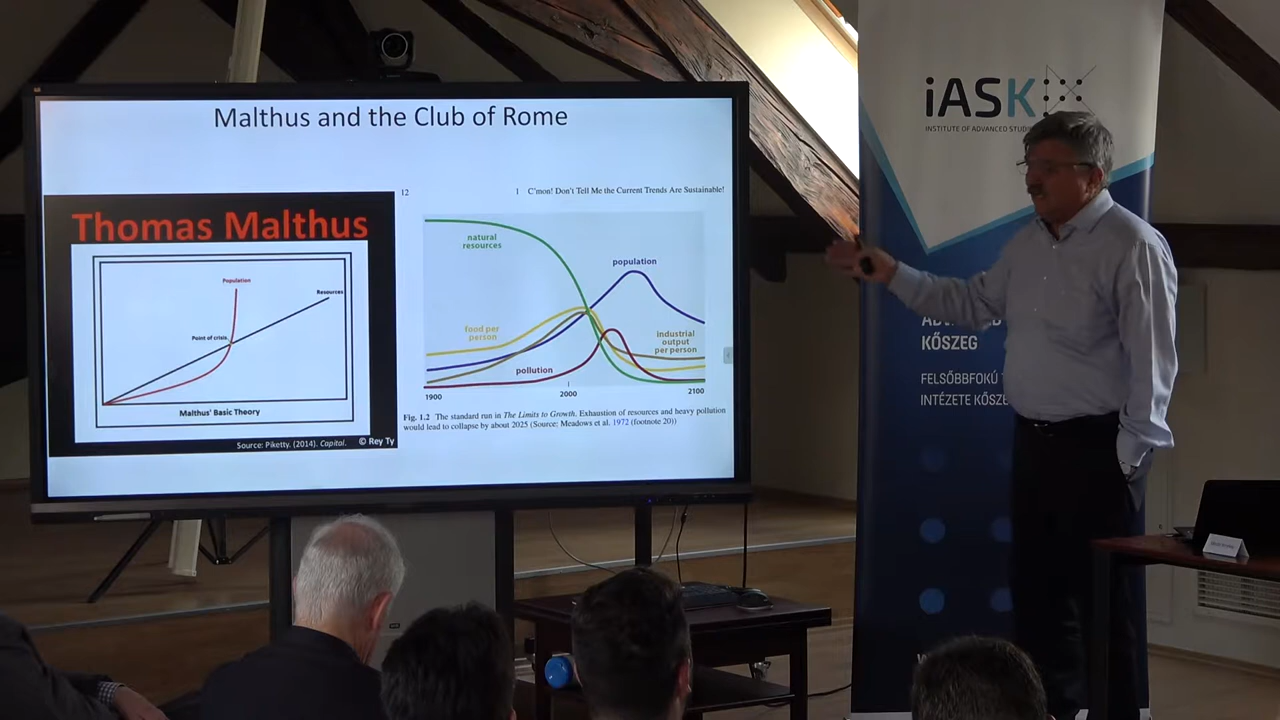 Malthus and the Club of Rome
Thomas Malthus
Population
Resources
Point of crisis
Malthus' Basic Theory
Source: Piketty. (2014). Capital. © Rey Ty
12
1 C'mon! Don't Tell Me the Current Trends Are Sustainable!
natural
resources
population
food per
person
industrial
output
per person
pollution
1900
2000
2100
Fig. 1.2 The standard run in The Limits to Growth. Exhaustion of resources and heavy pollution
would lead to collapse by about 2025 (Source: Meadows et al. 1972 (footnote 20))
iASK
INSTITUTE OF ADVANCED
KŐSZEG
FELSŐBBFOKÚ
INTÉZETE